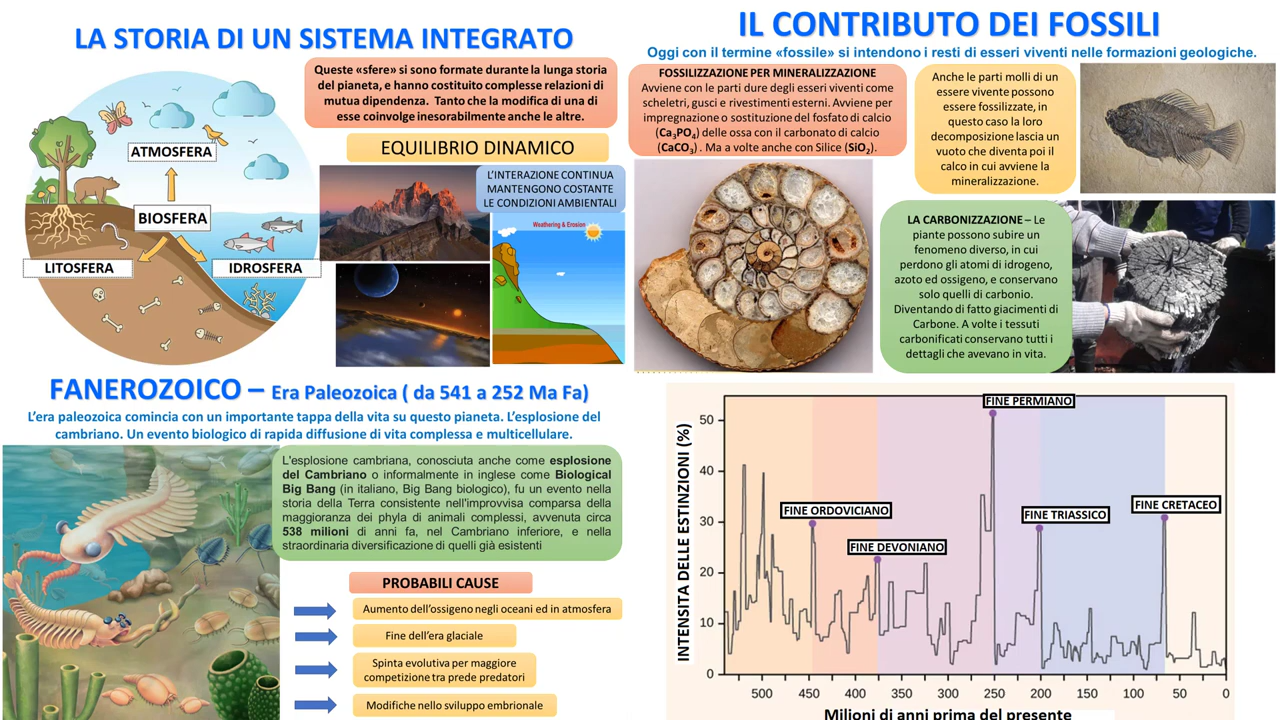 LA STORIA DI UN SISTEMA INTEGRATO
Queste «sfere» si sono formate durante la lunga storia
del pianeta, e hanno costituito complesse relazioni di
mutua dipendenza. Tanto che la modifica di una di
esse coinvolge inesorabilmente anche le altre.
EQUILIBRIO DINAMICO
L'INTERAZIONE CONTINUA
MANTENGONO COSTANTE
LE CONDIZIONI AMBIENTALI
Weathering & Erosion
ATMOSFERA
BIOSFERA
LITOSFERA
IDROSFERA
IL CONTRIBUTO DEI FOSSILI
Oggi con il termine «fossile» si intendono i resti di esseri viventi nelle formazioni geologiche.
FOSSILIZZAZIONE PER MINERALIZZAZIONE
Avviene con le parti dure degli esseri viventi come
scheletri, gusci e rivestimenti esterni. Avviene per
impregnazione o sostituzione del fosfato di calcio
(Ca₃PO₄) delle ossa con il carbonato di calcio
(CaCO₃) . Ma a volte anche con Silice (SiO₂).
Anche le parti molli di un
essere vivente possono
essere fossilizzate, in
questo caso la loro
decomposizione lascia un
vuoto che diventa poi il
calco in cui avviene la
mineralizzazione.
LA CARBONIZZAZIONE – Le
piante possono subire un
fenomeno diverso, in cui
perdono gli atomi di idrogeno,
azoto ed ossigeno, e conservano
solo quelli di carbonio.
Diventando di fatto giacimenti di
Carbone. A volte i tessuti
carbonificati conservano tutti i
dettagli che avevano in vita.
FANEROZOICO – Era Paleozoica ( da 541 a 252 Ma Fa)
L'era paleozoica comincia con un importante tappa della vita su questo pianeta. L'esplosione del
cambriano. Un evento biologico di rapida diffusione di vita complessa e multicellulare.
L'esplosione cambriana, conosciuta anche come esplosione
del Cambriano o informalmente in inglese come Biological
Big Bang (in italiano, Big Bang biologico), fu un evento nella
storia della Terra consistente nell'improvvisa comparsa della
maggioranza dei phyla di animali complessi, avvenuta circa
538 milioni di anni fa, nel Cambriano inferiore, e nella
straordinaria diversificazione di quelli già esistenti
PROBABILI CAUSE
Aumento dell'ossigeno negli oceani ed in atmosfera
Fine dell'era glaciale
Spinta evolutiva per maggiore
competizione tra prede predatori
Modifiche nello sviluppo embrionale
INTENSITA DELLE ESTINZIONI (%)
50
40
30
20
10
0
FINE ORDOVICIANO
FINE DEVONIANO
FINE PERMIANO
FINE TRIASSICO
FINE CRETACEO
500 450 400 350 300 250 200 150 100 50 0
Milioni di anni prima del presente